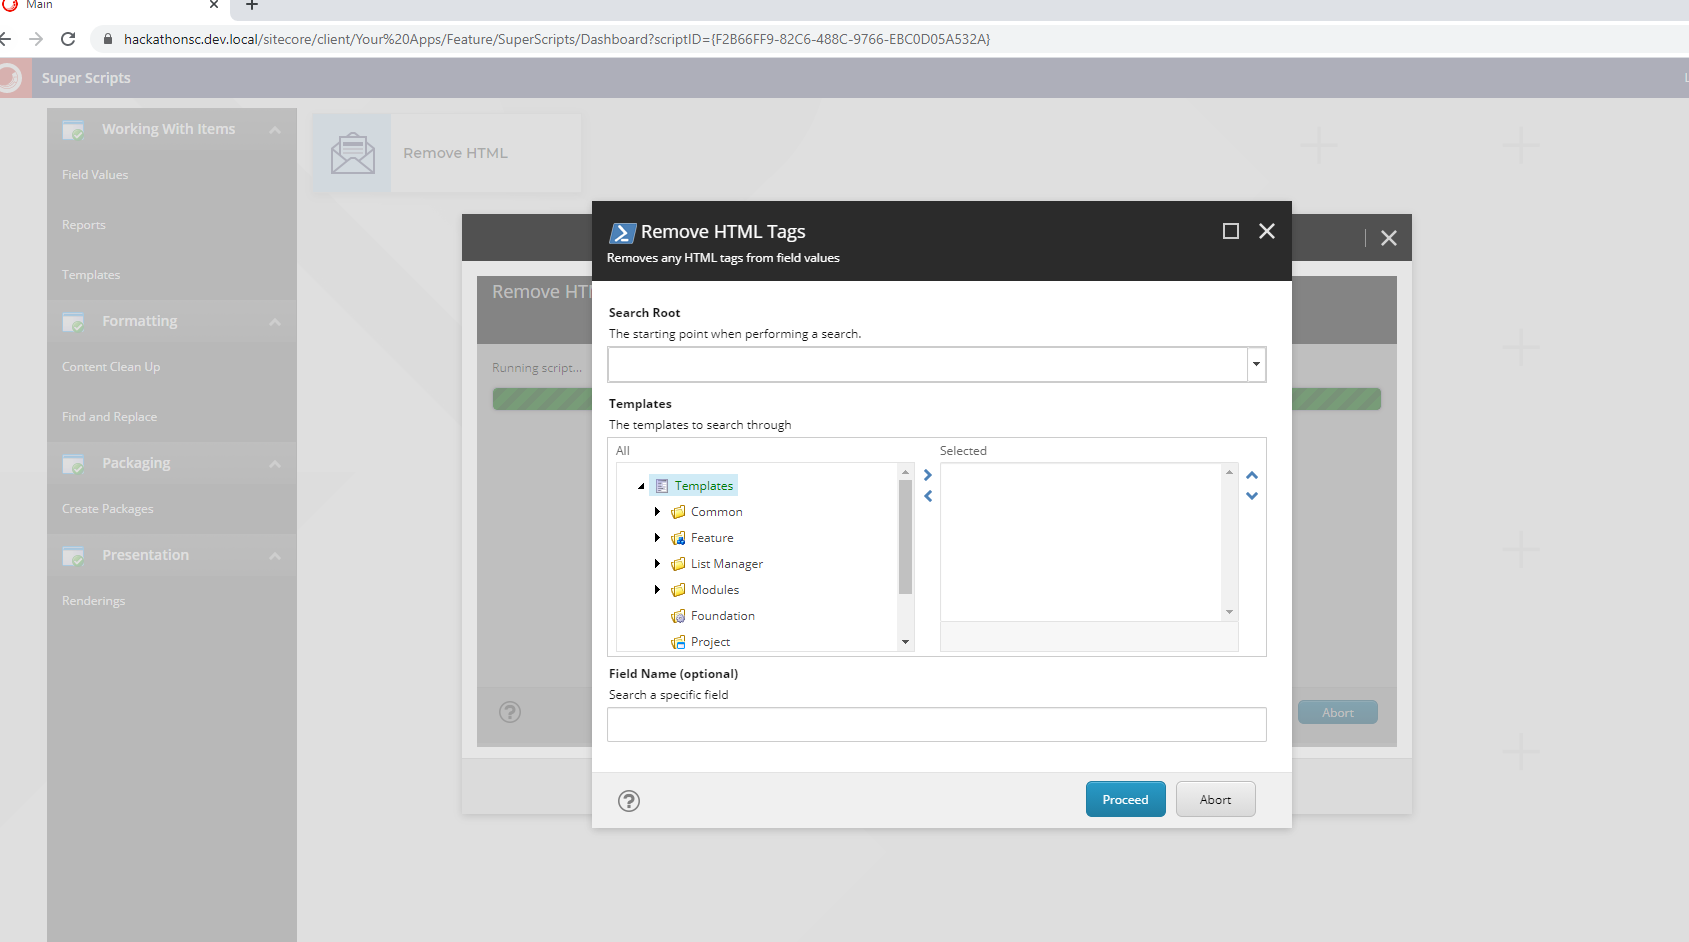 Main
hackathonsc.dev.local/sitecore/client/Your%20Apps/Feature/SuperScripts/Dashboard?scriptID={F2B66FF9-82C6-488C-9766-EBC0D05A532A}
Super Scripts
Working With Items
Field Values
Reports
Templates
Formatting
Content Clean Up
Find and Replace
Packaging
Create Packages
Presentation
Renderings
Remove HTML
Running script...
Abort
Remove HTML Tags
Removes any HTML tags from field values
Search Root
The starting point when performing a search.
Templates
The templates to search through
All
Selected
Templates
Common
Feature
List Manager
Modules
Foundation
Project
Field Name (optional)
Search a specific field
Proceed
Abort